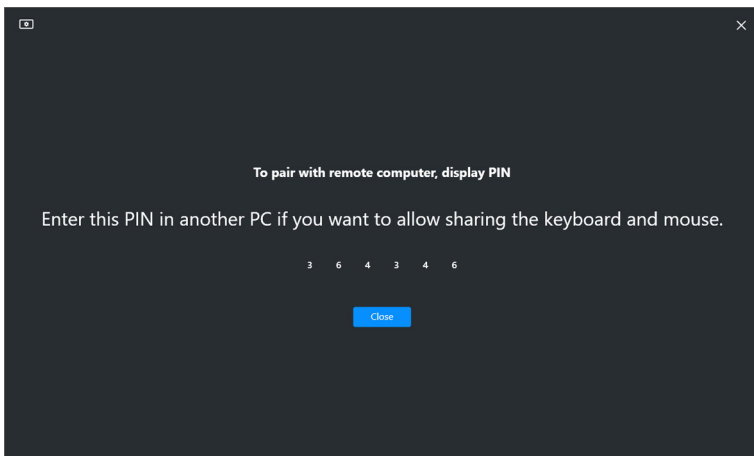 To pair with remote computer, display PIN
Enter this PIN in another PC if you want to allow sharing the keyboard and mouse.
3 6 4 3 4 6
Close